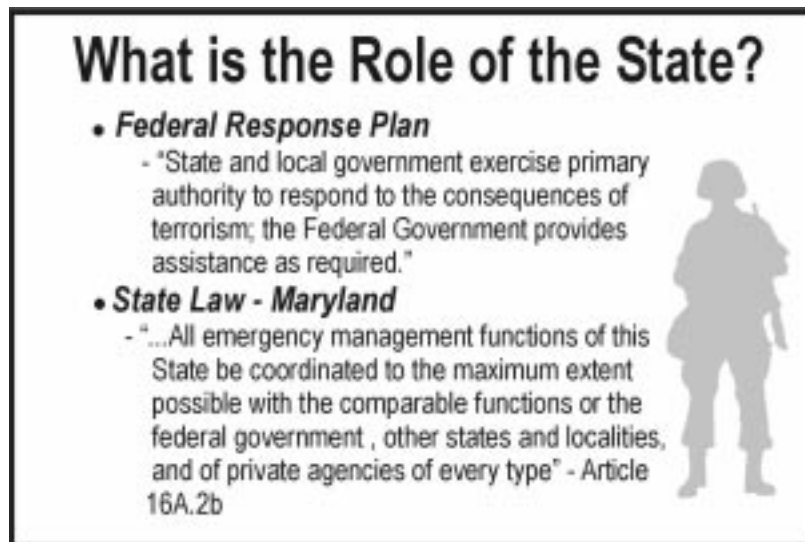 What is the Role of the State?
• Federal Response Plan
- "State and local government exercise primary
authority to respond to the consequences of
terrorism; the Federal Government provides
assistance as required."
• State Law - Maryland
- "...All emergency management functions of this
State be coordinated to the maximum extent
possible with the comparable functions or the
federal government , other states and localities,
and of private agencies of every type" - Article
16A.2b